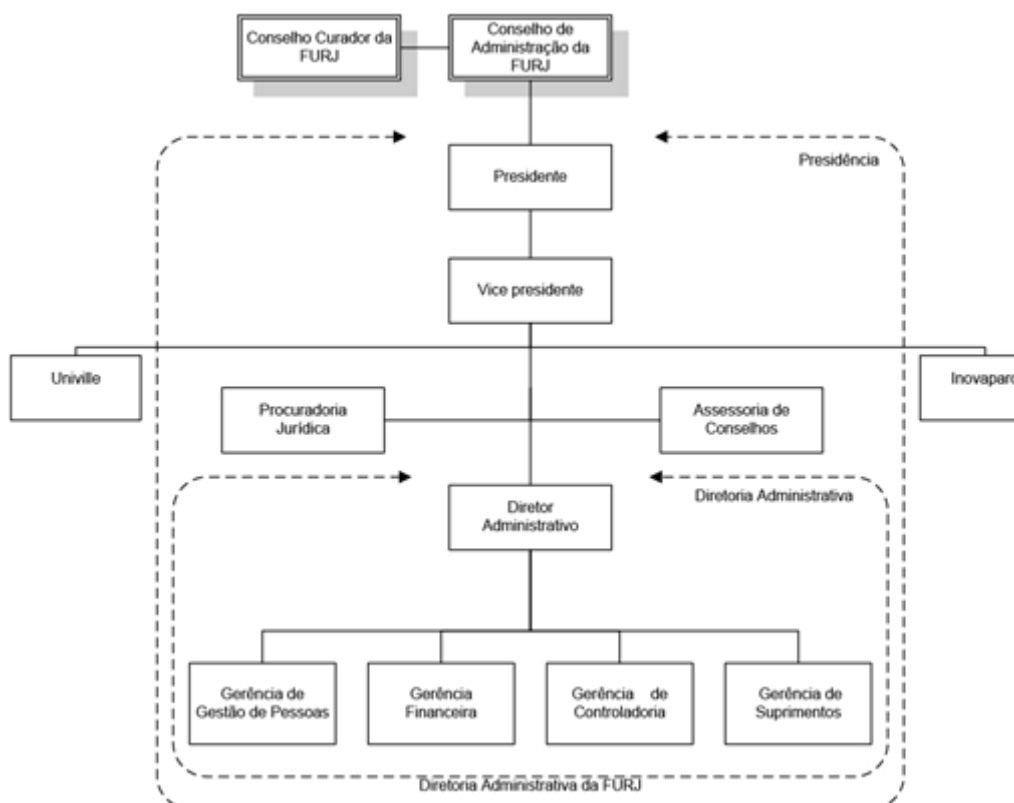 Conselho Curador da
FURJ
Conselho de
Administração da
FURJ
Presidência
Presidente
Vice presidente
Univille
Inovaparq
Procuradoria
Jurídica
Assessoria de
Conselhos
Diretoria Administrativa
Diretor
Administrativo
Gerência de
Gestão de Pessoas
Gerência
Financeira
Gerência de
Controladoria
Gerência de
Suprimentos
Diretoria Administrativa da FURJ